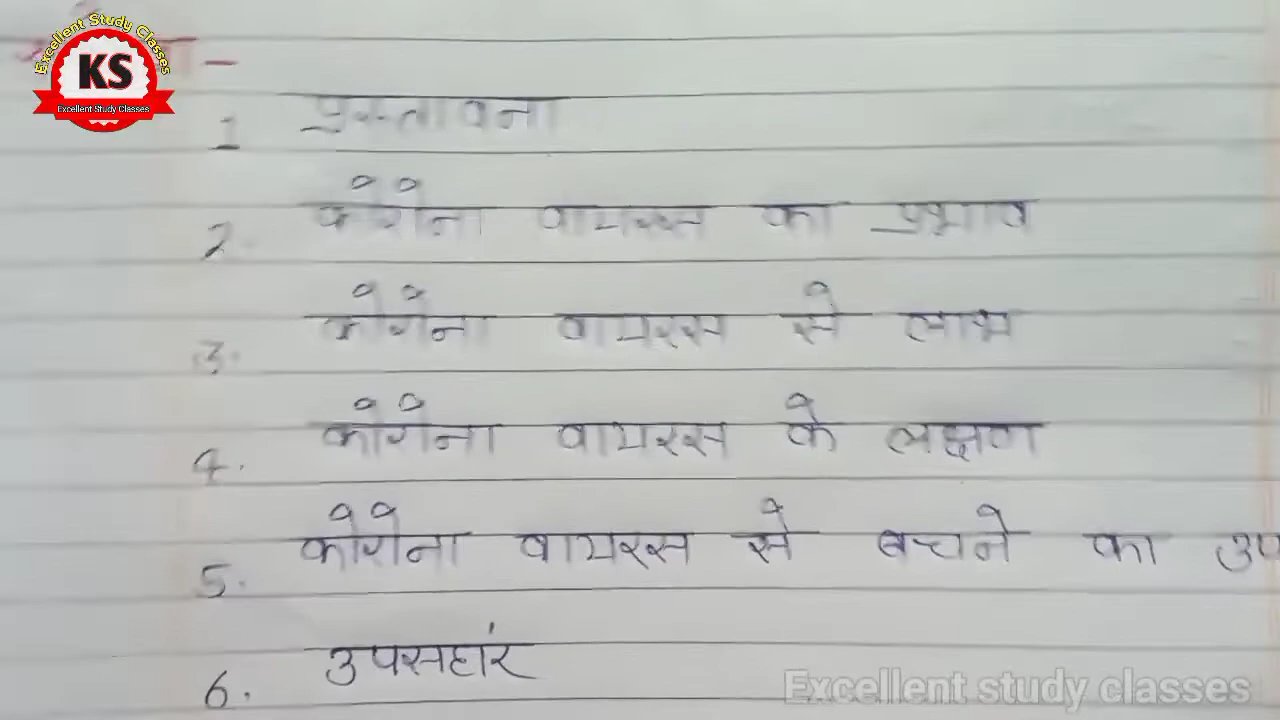 Excellent Study Classes
KS
Excellent Study Classes
1 प्रस्तावना
2. कोरोना वायरस का प्रभाव
3. कोरोना वायरस से लाभ
4. कोरोना वायरस के लक्षण
5. कोरोना वायरस से बचने का उप
6. उपसहांर
Excellent study classes